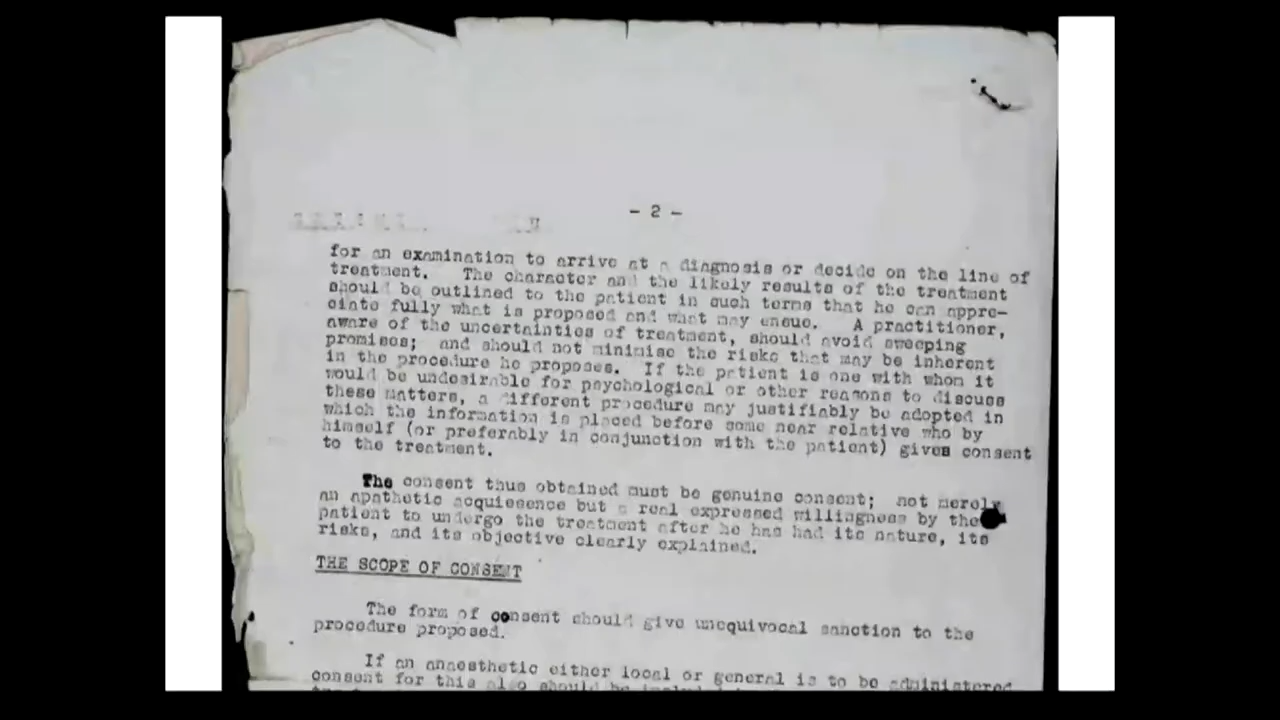 - 2 -
for an examination to arrive at a diagnosis or decide on the line of
treatment. The character and the likely results of the treatment
should be outlined to the patient in such terms that he can appre-
ciate fully what is proposed and what may ensue. A practitioner,
aware of the uncertainties of treatment, should avoid sweeping
promises; and should not minimise the risks that may be inherent
in the procedure he proposes. If the patient is one with whom it
would be undesirable for psychological or other reasons to discuss
these matters, a different procedure may justifiably be adopted in
which the information is placed before some near relative who by
himself (or preferably in conjunction with the patient) gives consent
to the treatment.
The consent thus obtained must be genuine consent; not merely
an apathetic acquiesence but a real expressed willingness by the
patient to undergo the treatment after he has had its nature, its
risks, and its objective clearly explained.
THE SCOPE OF CONSENT
The form of consent should give unequivocal sanction to the
procedure proposed.
If an anaesthetic either local or general is to be administered
consent for this also should be